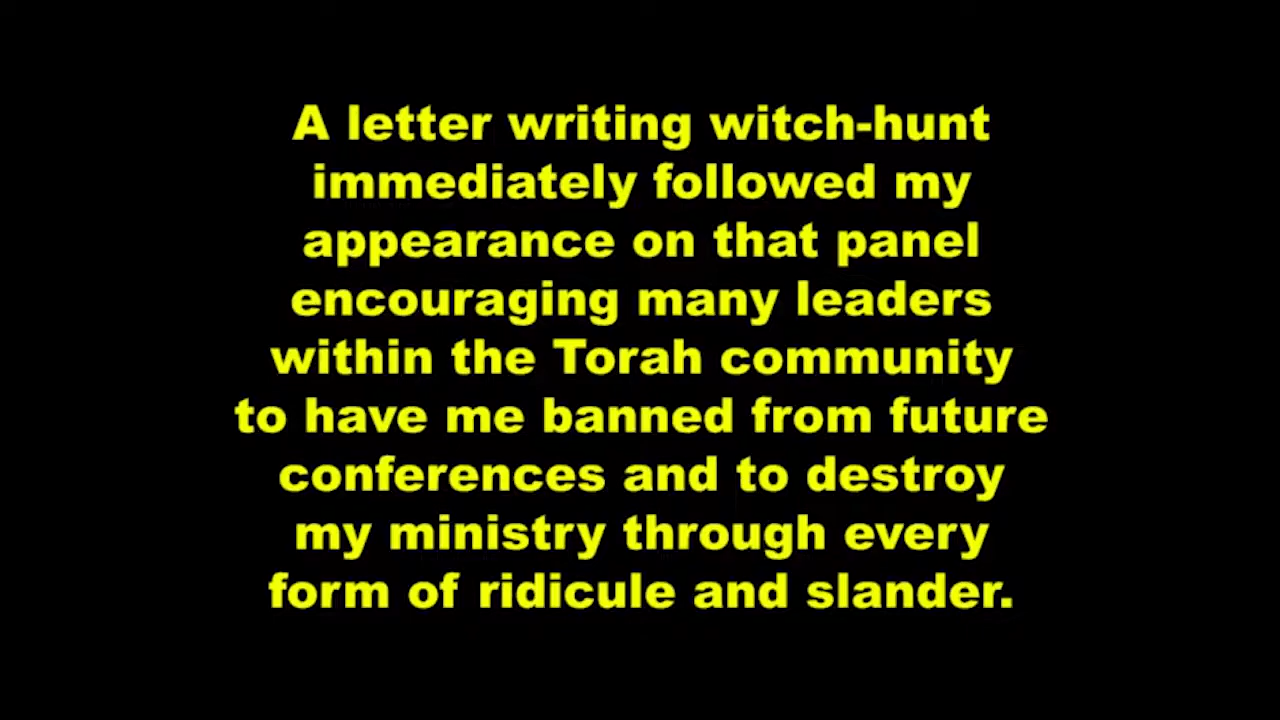 A letter writing witch-hunt
immediately followed my
appearance on that panel
encouraging many leaders
within the Torah community
to have me banned from future
conferences and to destroy
my ministry through every
form of ridicule and slander.